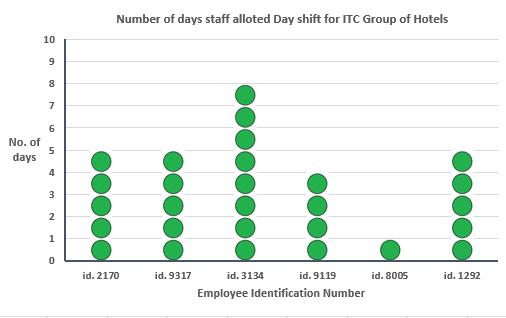 Number of days staff alloted Day shift for ITC Group of Hotels
10
9
8
7
6
5
4
3
2
1
0
No. of
days
id. 2170 id. 9317 id. 3134 id. 9119 id. 8005 id. 1292
Employee Identification Number